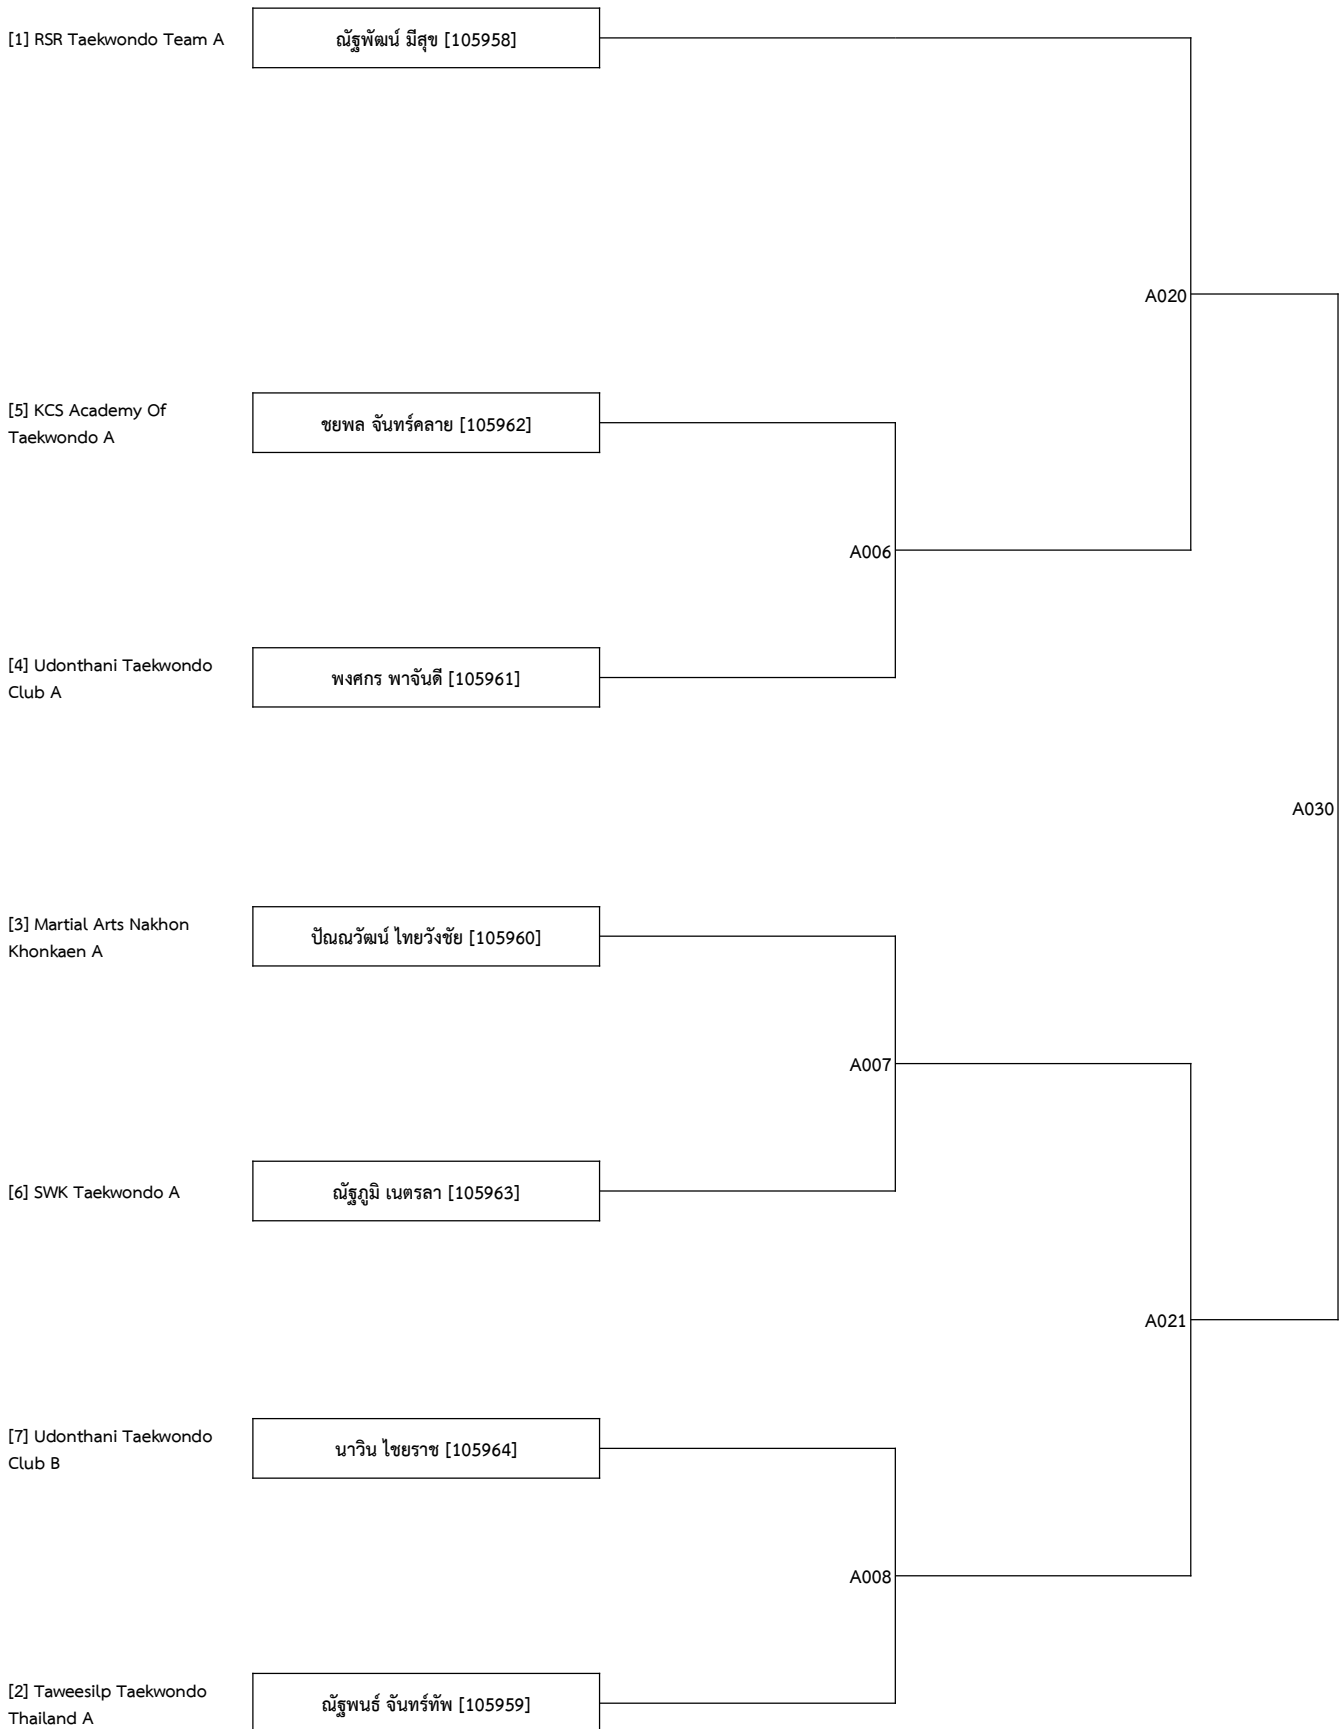 [1] RSR Taekwondo Team A
ณัฐพัฒน์ มีสุข [105958]
A020
[5] KCS Academy Of
Taekwondo A
ชยพล จันทร์คลาย [105962]
A006
[4] Udonthani Taekwondo
Club A
พงศกร พาจันดี [105961]
A030
[3] Martial Arts Nakhon
Khonkaen A
ปัณณวัฒน์ ไทยวังชัย [105960]
A007
[6] SWK Taekwondo A
ณัฐภูมิ เนตรลา [105963]
A021
[7] Udonthani Taekwondo
Club B
นาวิน ไชยราช [105964]
A008
[2] Taweesilp Taekwondo
Thailand A
ณัฐพนธ์ จันทร์ทัพ [105959]